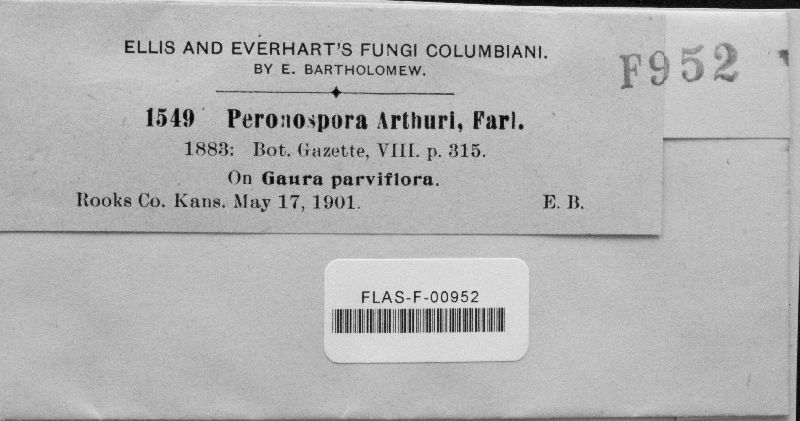 ELLIS AND EVERHART'S FUNGI COLUMBIANI.
BY E. BARTHOLOMEW.
F952
1549 Peronospora Arthuri, Farl.
1883: Bot. Gazette, VIII. p. 315.
On Gaura parviflora.
Rooks Co. Kans. May 17, 1901. E. B.
FLAS-F-00952